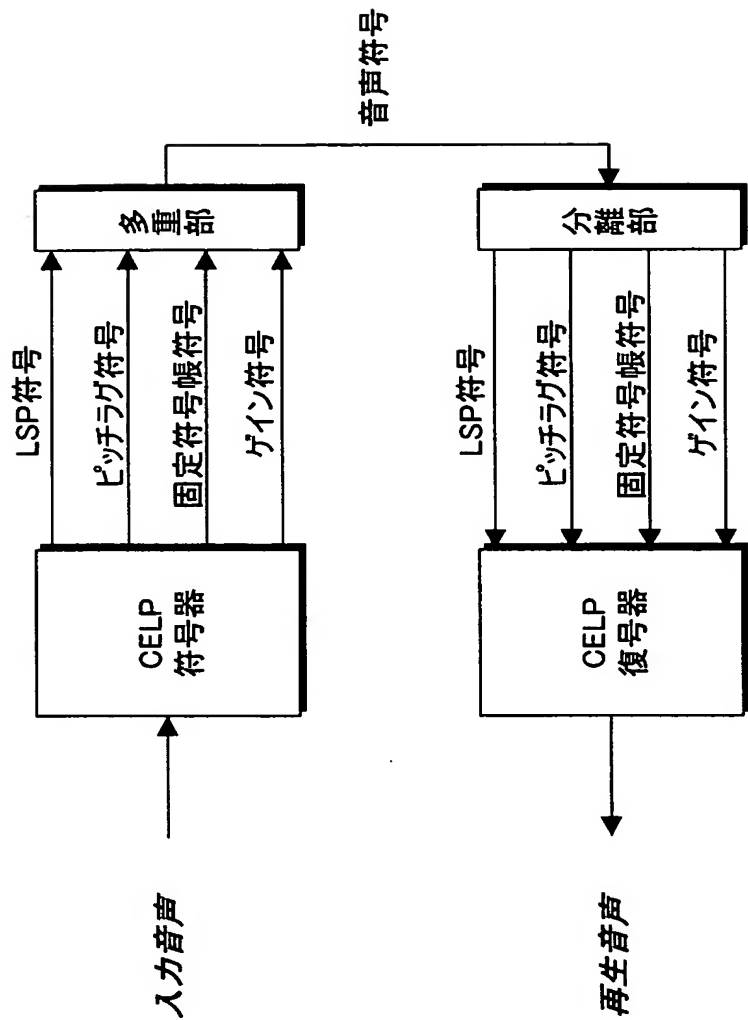 入力音声
CELP
符号器
LSP符号
ピッチラグ符号
固定符号帳符号
ゲイン符号
多重部
音声符号
再生音声
CELP
復号器
LSP符号
ピッチラグ符号
固定符号帳符号
ゲイン符号
分離部